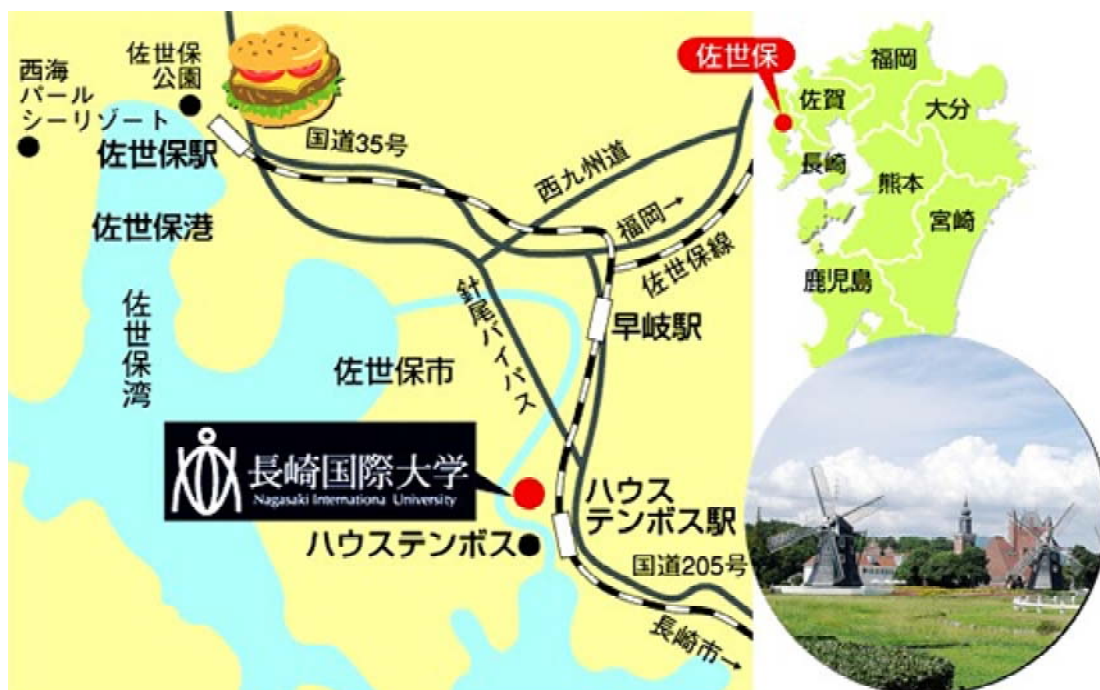 佐世保
公園
西海
パール
シーリゾート
佐世保駅
国道35号
西九州道
福岡→
佐世保線
佐世保港
佐世保湾
針尾バイパス
早岐駅
佐世保市
長崎国際大学
Nagasaki Internationa University
ハウス
テンボス駅
ハウステンボス
国道205号
長崎市→
佐世保
福岡
佐賀
大分
長崎
熊本
宮崎
鹿児島